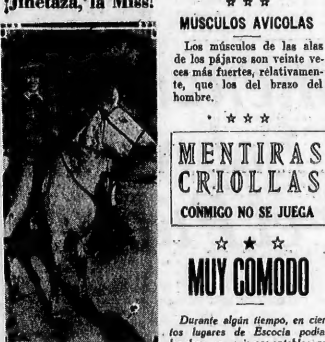 ¡Jinetaza, la Miss!
MUSCULOS AVICOLAS
Los músculos de las alas
de los pájaros son veinte ve-
ces más fuertes, relativamen-
te, que los del brazo del
hombre.
MENTIRAS
CRIOLLAS
CONMIGO NO SE JUEGA
MUY COMODO
Durante algún tiempo, en cier
tos lugares de Escocia podía